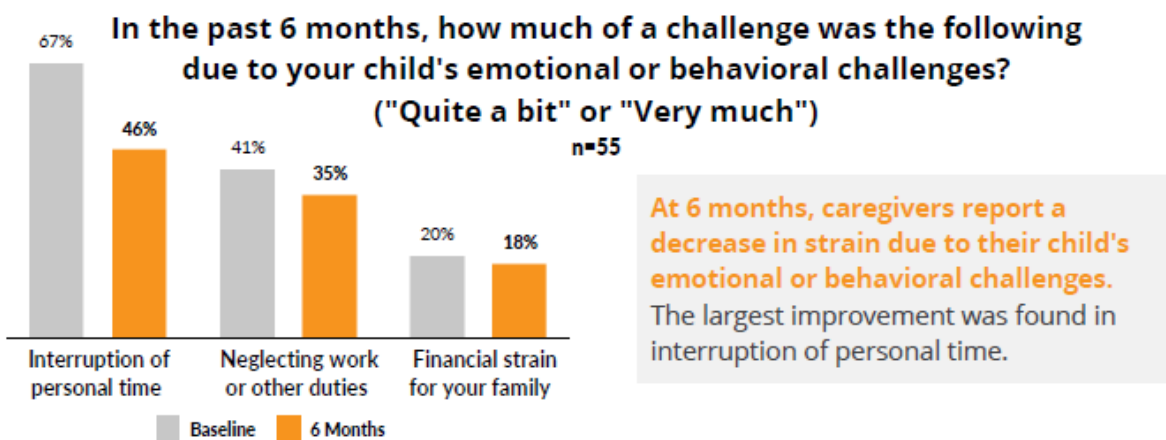 In the past 6 months, how much of a challenge was the following
due to your child's emotional or behavioral challenges?
("Quite a bit" or "Very much")
n=55
67%
46%
41%
35%
20%
18%
Interruption of
personal time
Neglecting work
or other duties
Financial strain
for your family
Baseline
6 Months
At 6 months, caregivers report a
decrease in strain due to their child's
emotional or behavioral challenges.
The largest improvement was found in
interruption of personal time.